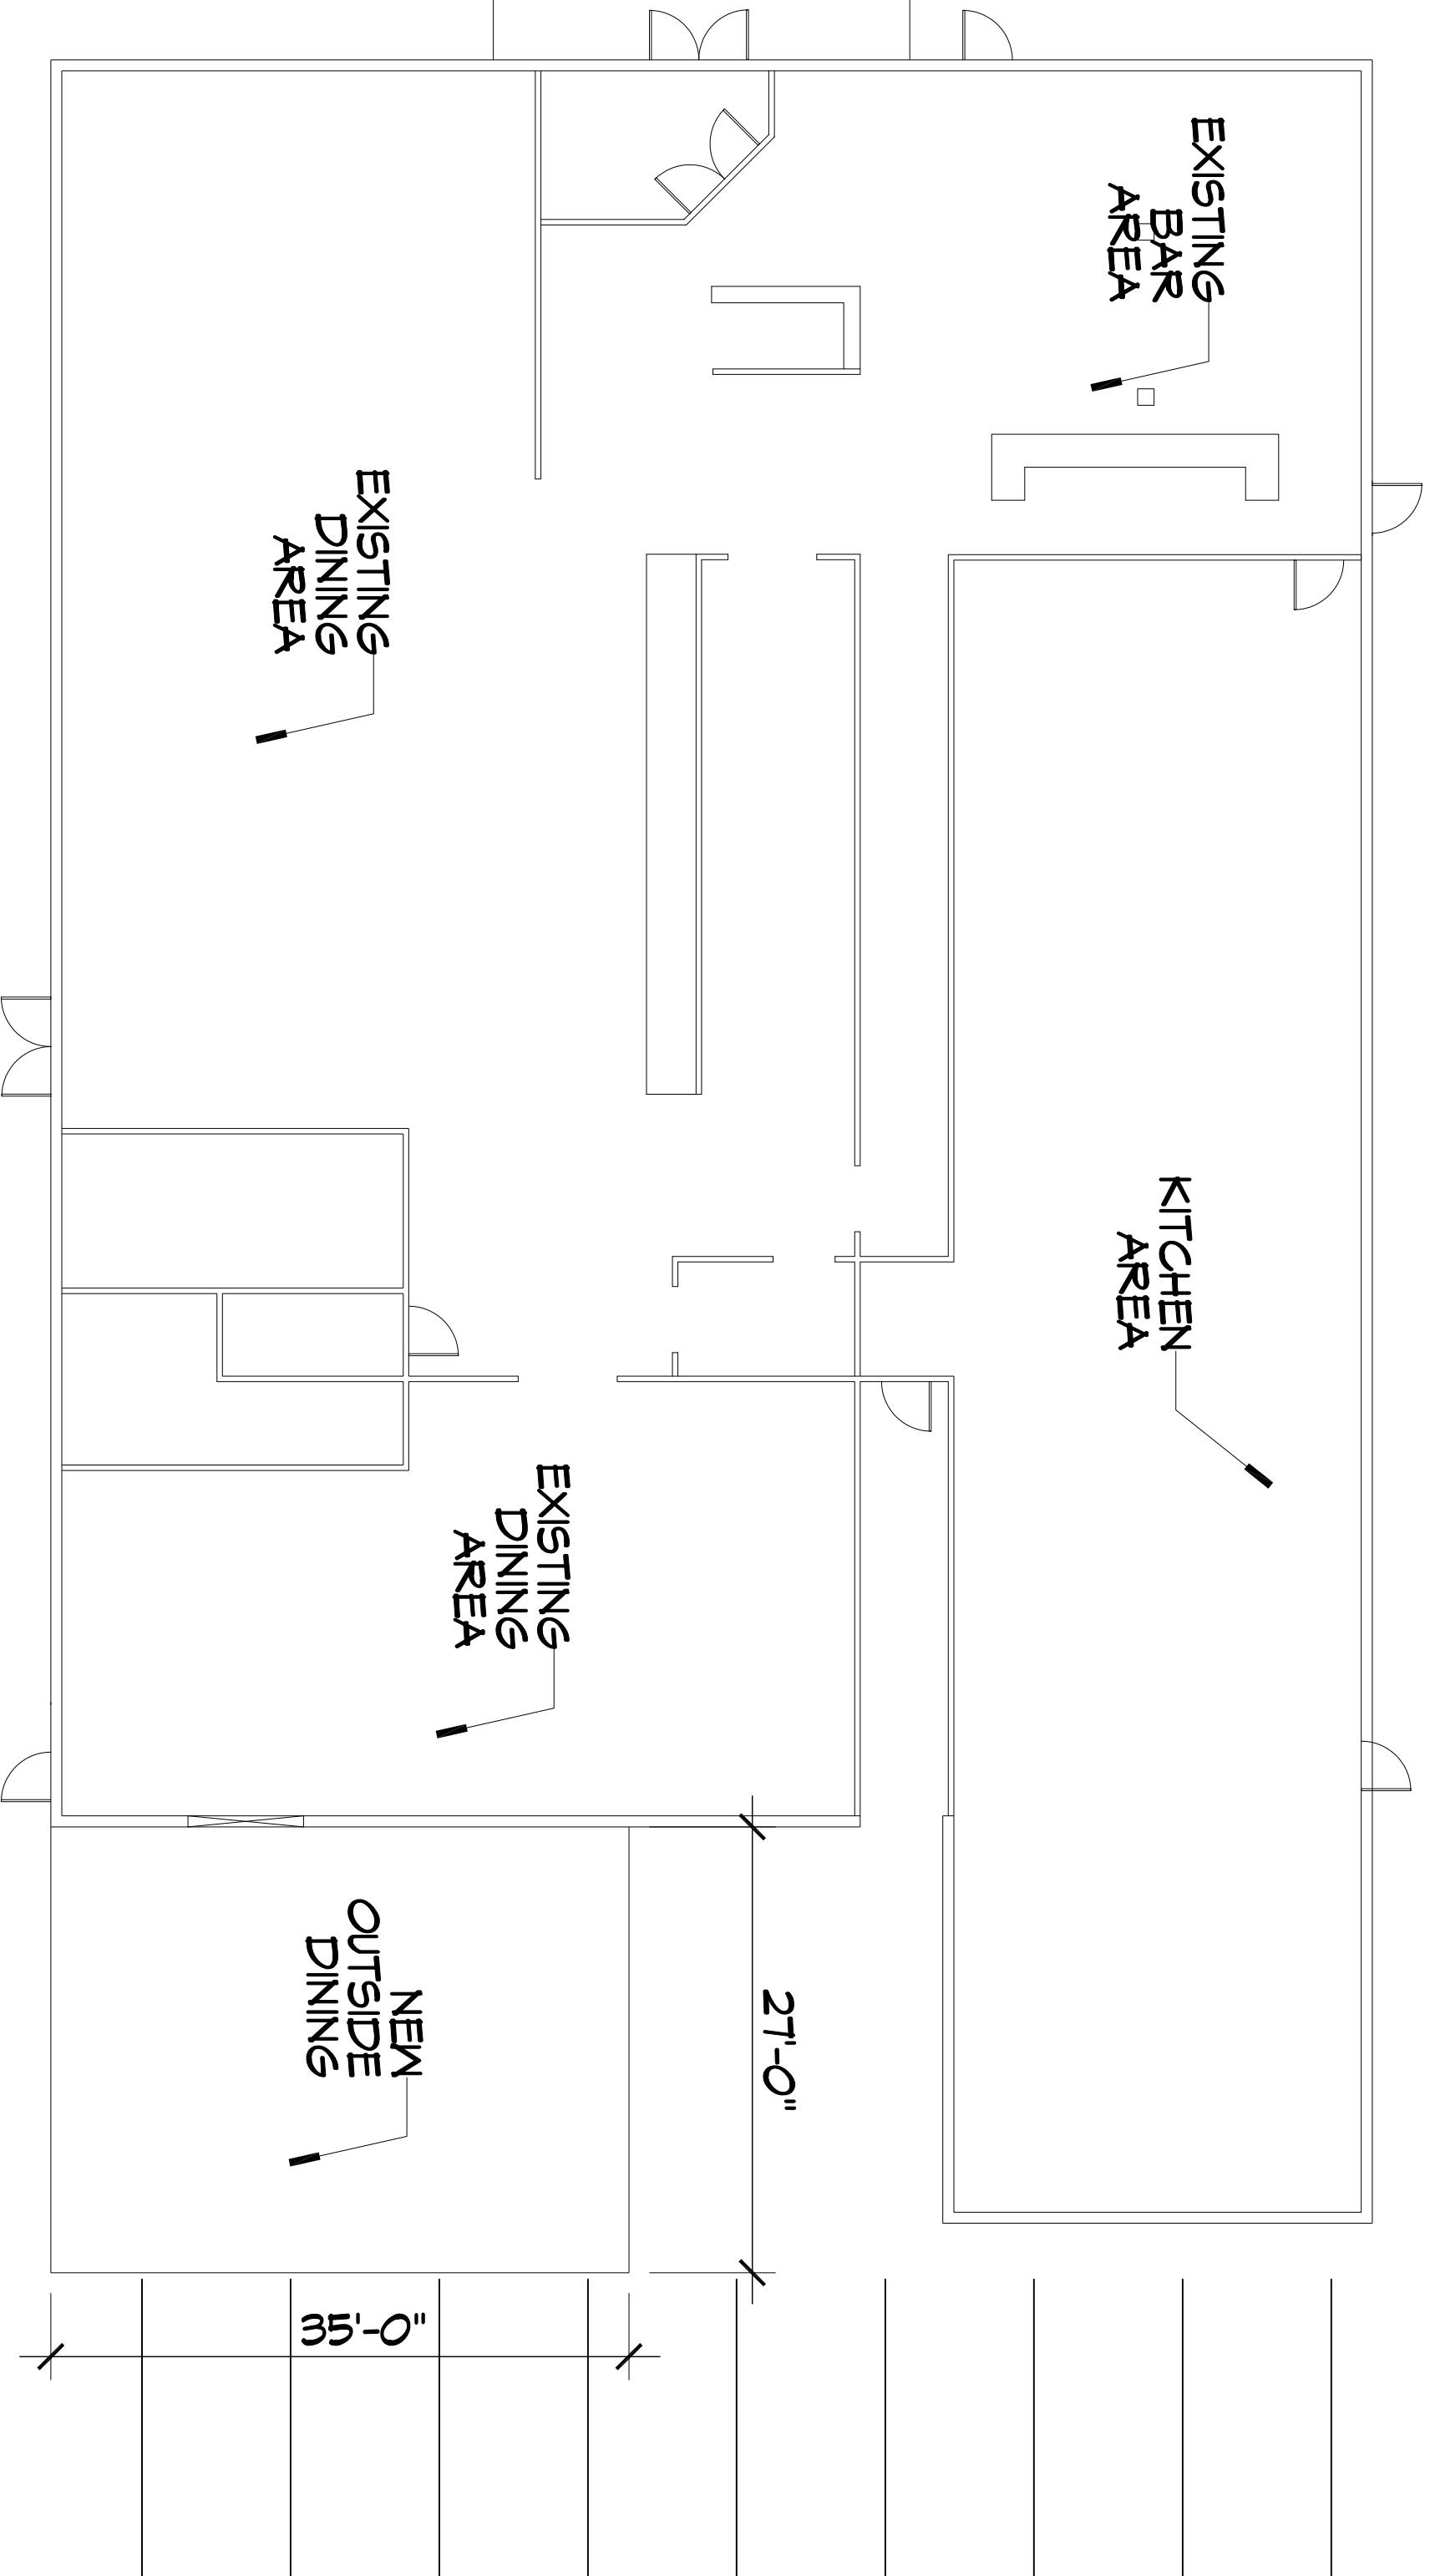 EXISTING
BAR
AREA
EXISTING
DINING
AREA
KITCHEN
AREA
EXISTING
DINING
AREA
NEW
OUTSIDE
DINING
27'-0"
35'-0"